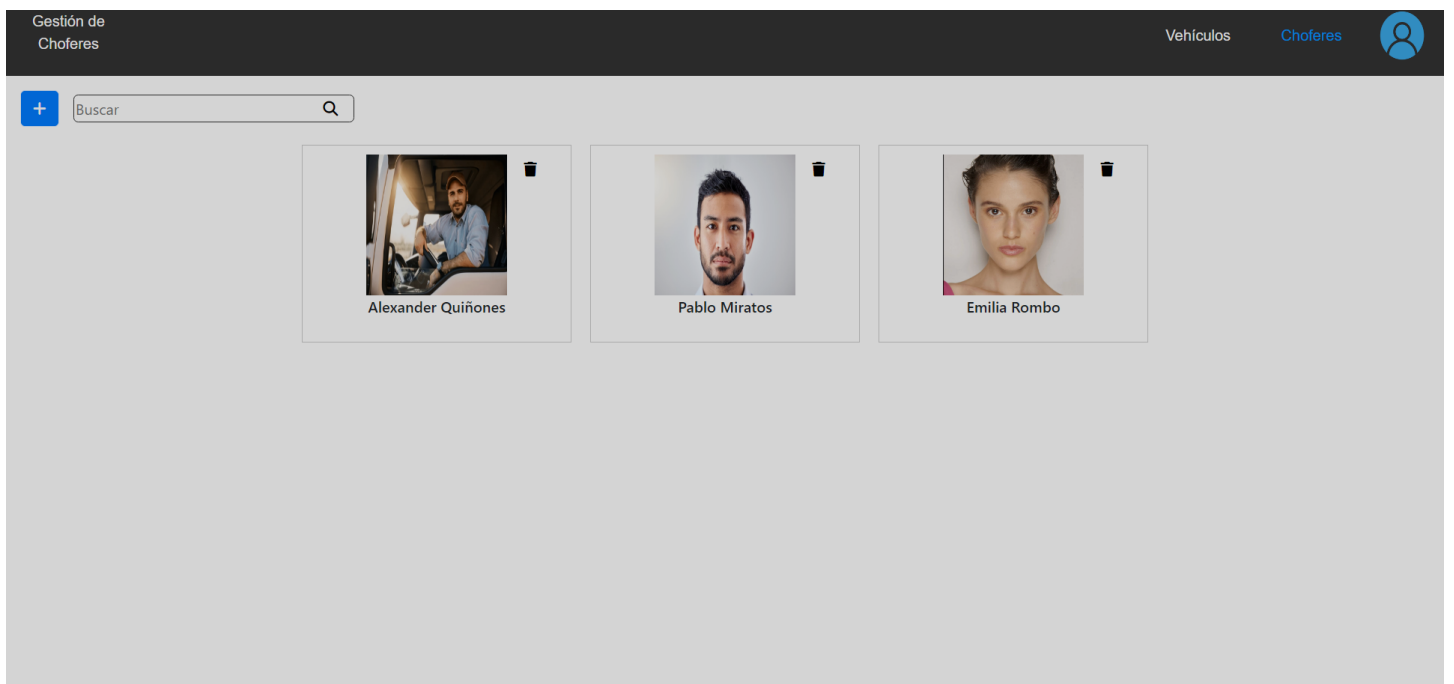 Gestión de
Choferes
Vehículos
Choferes
Buscar
Alexander Quiñones
Pablo Miratos
Emilia Rombo